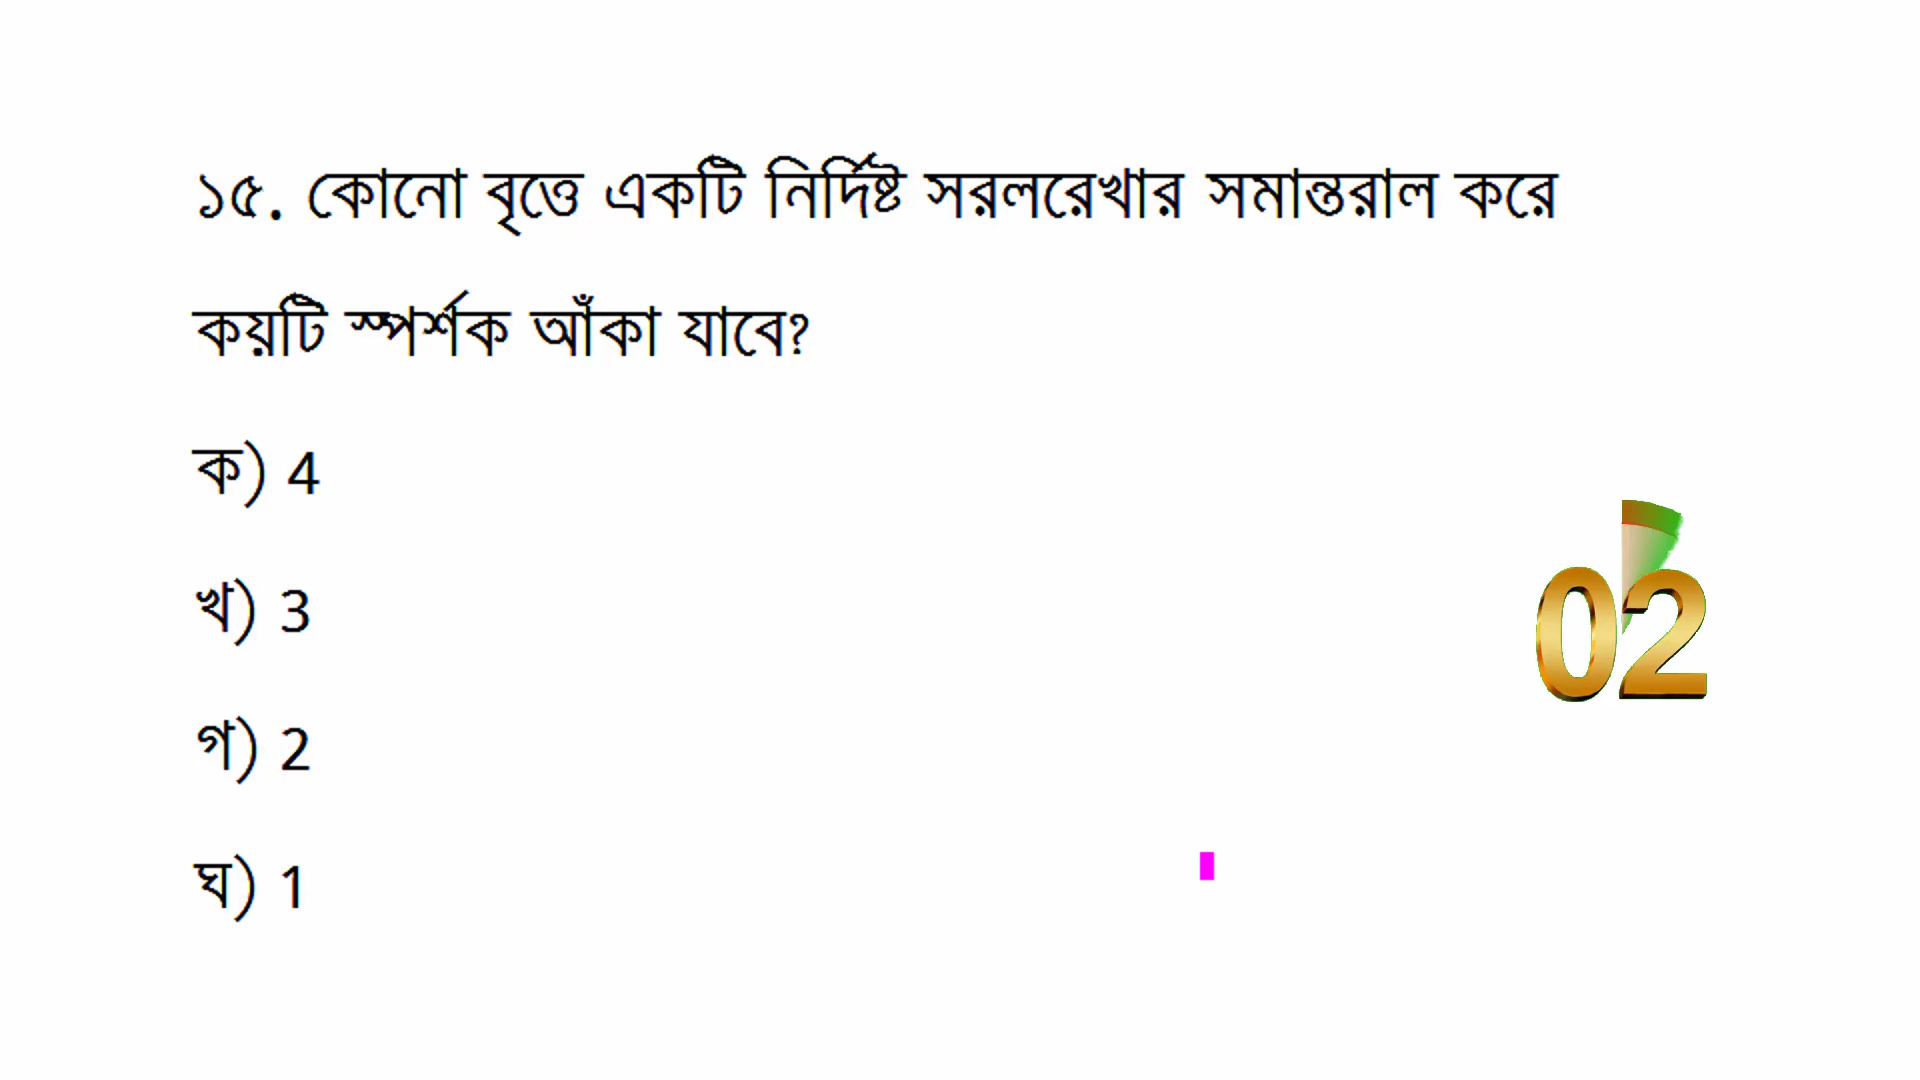 ১৫. কোনো বৃত্তে একটি নির্দিষ্ট সরলরেখার সমান্তরাল করে
কয়টি স্পর্শক আঁকা যাবে?
ক) 4
খ) 3
গ) 2
ঘ) 1
02